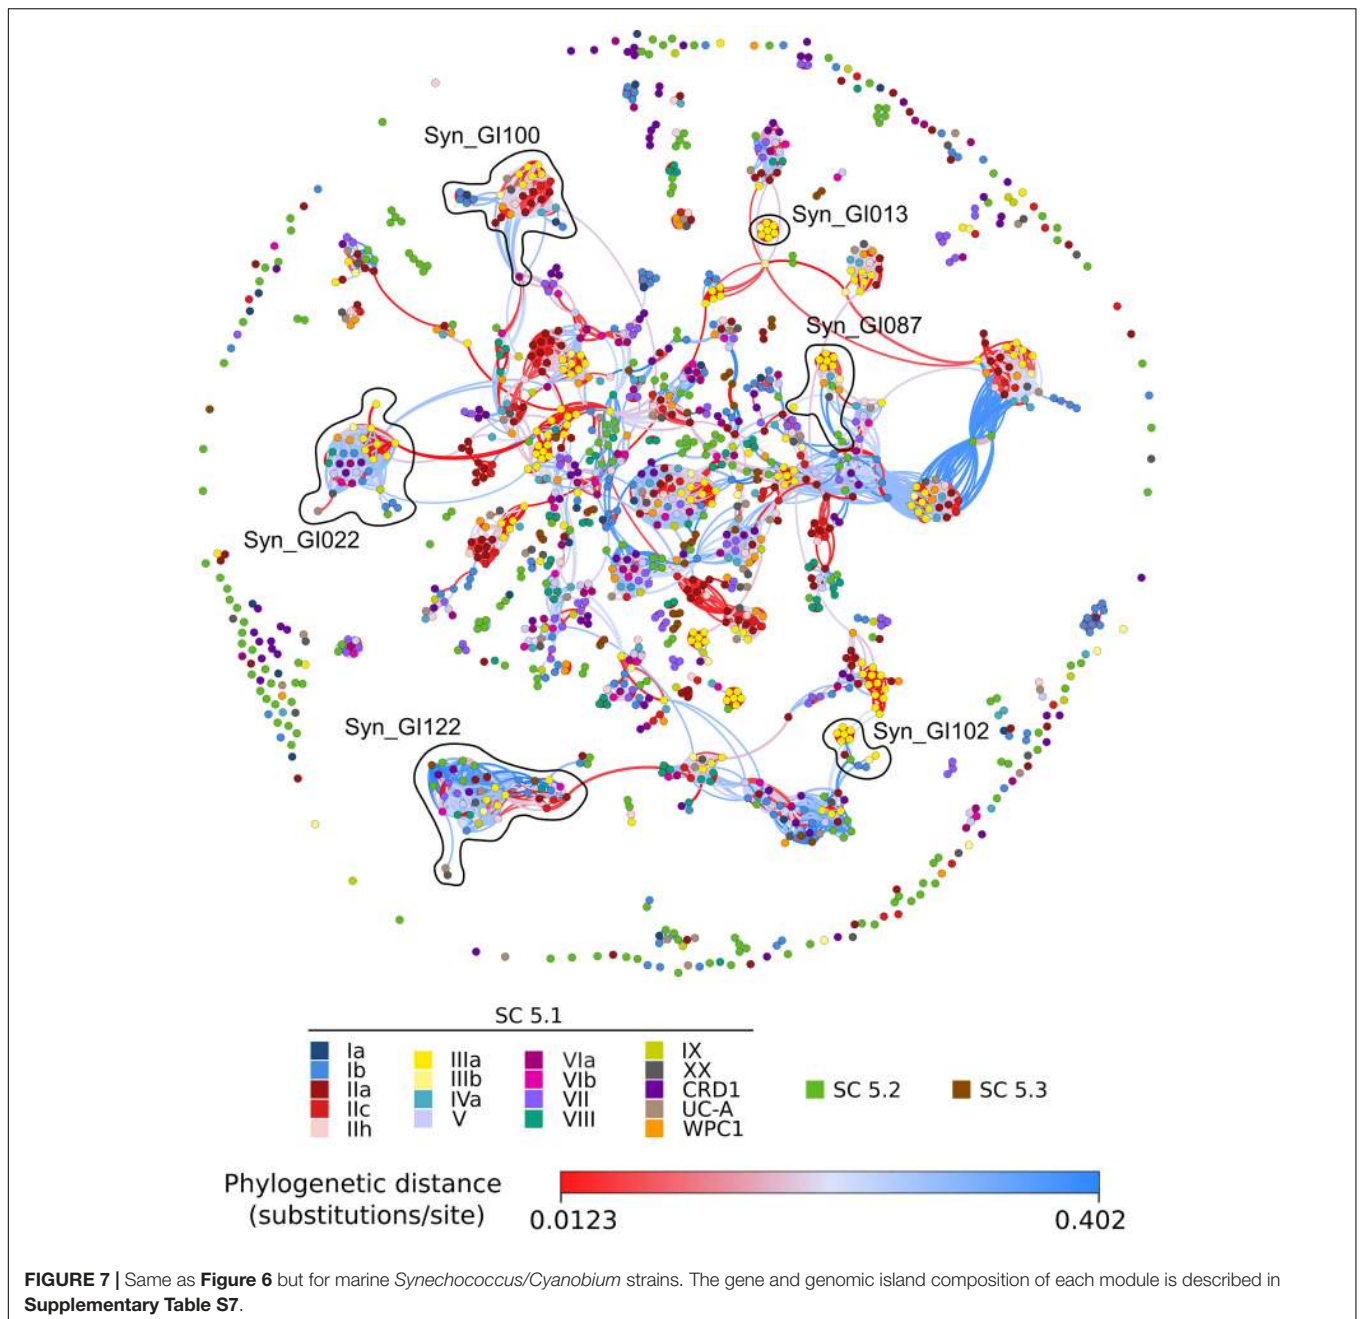 Syn_GI100
Syn_GI013
Syn_GI087
Syn_GI022
Syn_GI122
Syn_GI102
SC 5.1
Ia
Ib
IIa
IIc
IIh
IIIa
IIIb
IVa
V
VIa
VIb
VII
VIII
IX
XX
CRD1
UC-A
WPC1
SC 5.2
SC 5.3
Phylogenetic distance
(substitutions/site)
0.0123
0.402
FIGURE 7 | Same as Figure 6 but for marine Synechococcus/Cyanobium strains. The gene and genomic island composition of each module is described in
Supplementary Table S7.